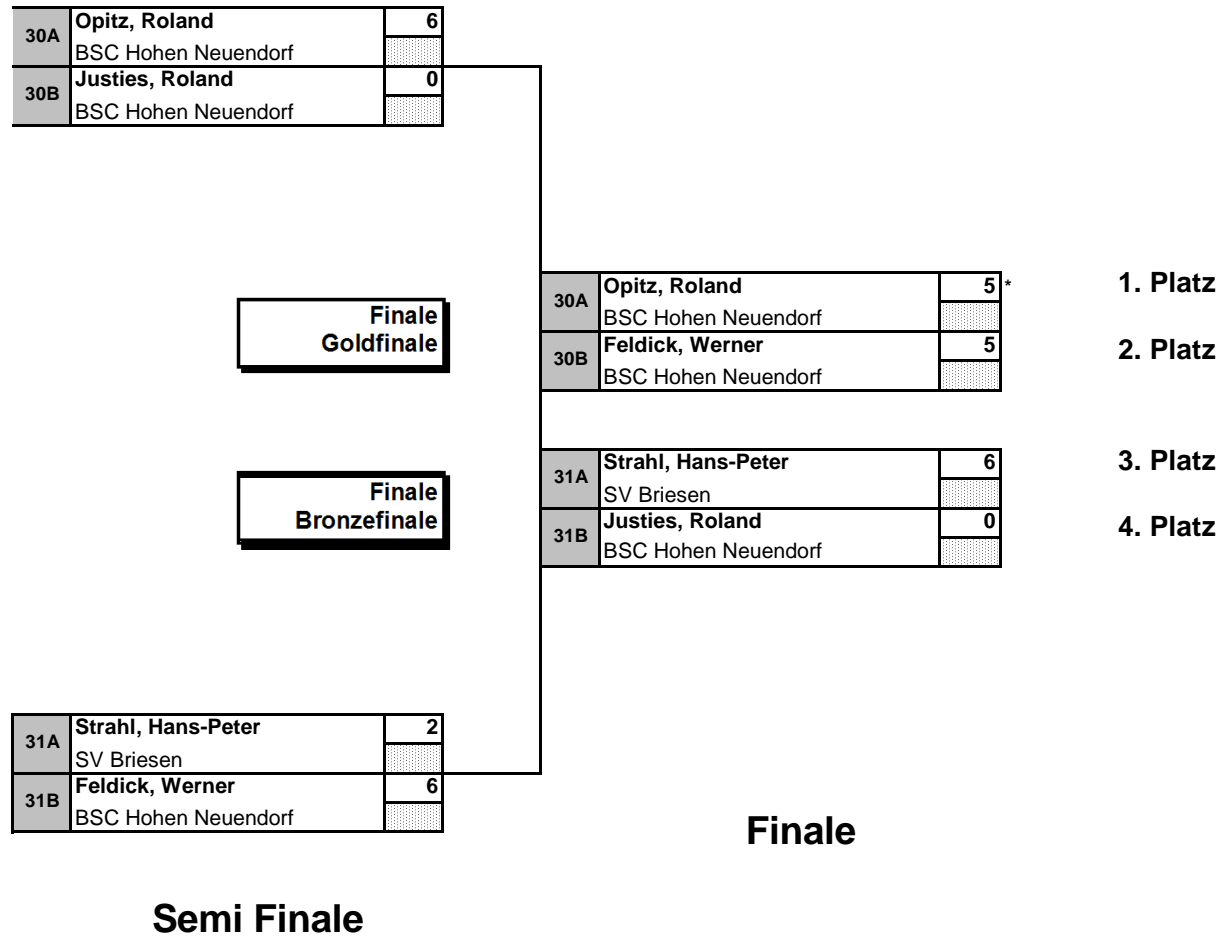 30A Opitz, Roland 6
BSC Hohen Neuendorf
30B Justies, Roland 0
BSC Hohen Neuendorf
Finale
Goldfinale
30A Opitz, Roland 5 * 1. Platz
BSC Hohen Neuendorf
30B Feldick, Werner 5 2. Platz
BSC Hohen Neuendorf
Finale
Bronzefinale
31A Strahl, Hans-Peter 6 3. Platz
SV Briesen
31B Justies, Roland 0 4. Platz
BSC Hohen Neuendorf
31A Strahl, Hans-Peter 2
SV Briesen
31B Feldick, Werner 6
BSC Hohen Neuendorf
Finale
Semi Finale